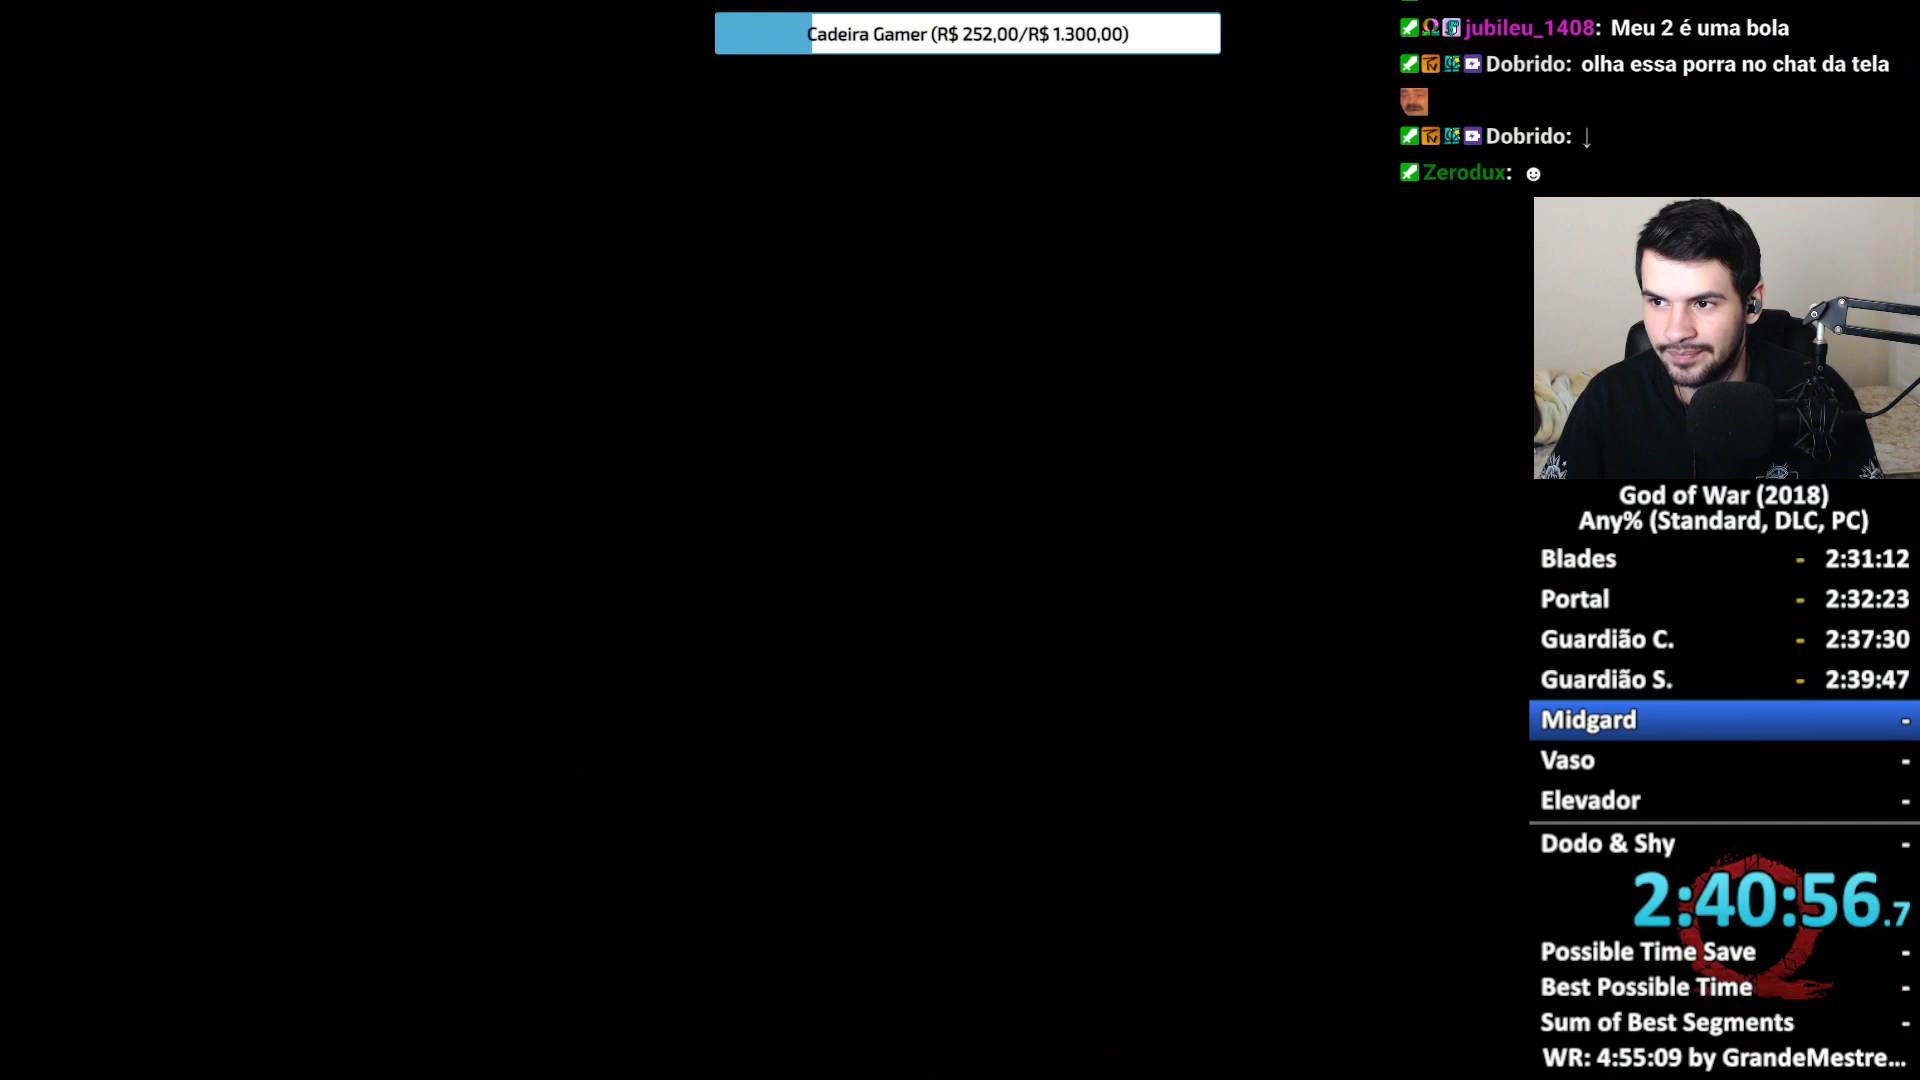 Cadeira Gamer (R$ 252,00/R$ 1.300,00)
jubileu_1408: Meu 2 é uma bola
Dobrido: olha essa porra no chat da tela
Dobrido: ↓
Zerodux: ☻
God of War (2018)
Any% (Standard, DLC, PC)
Blades - 2:31:12
Portal - 2:32:23
Guardião C. - 2:37:30
Guardião S. - 2:39:47
Midgard -
Vaso -
Elevador -
Dodo & Shy -
2:40:56.7
Possible Time Save -
Best Possible Time -
Sum of Best Segments -
WR: 4:55:09 by GrandeMestre...